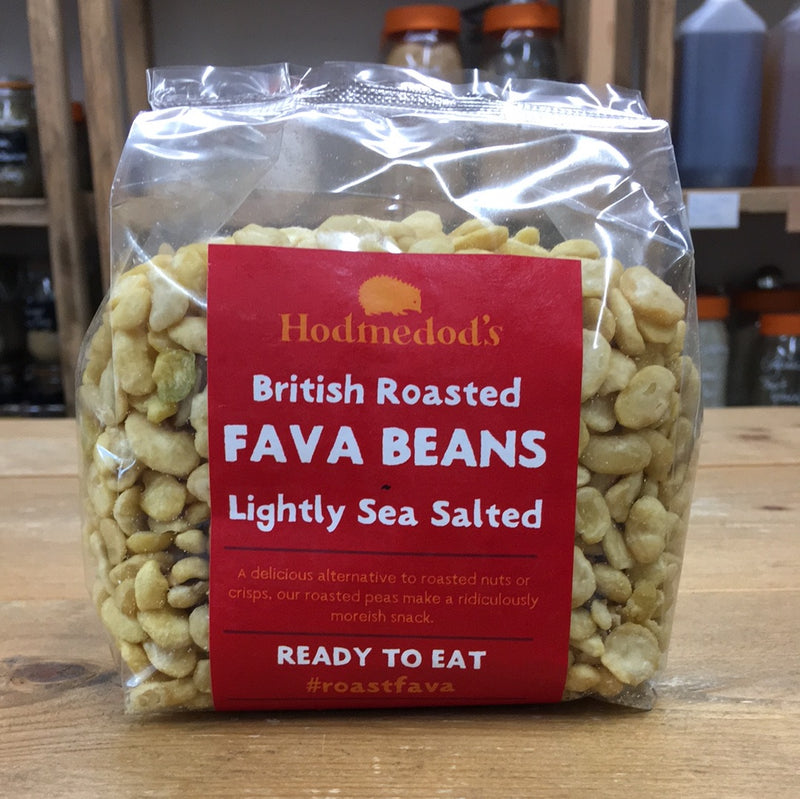 Hodmedod's
British Roasted
FAVA BEANS
~
Lightly Sea Salted
A delicious alternative to roasted nuts or
crisps, our roasted peas make a ridiculously
moreish snack.
READY TO EAT
#roastfava